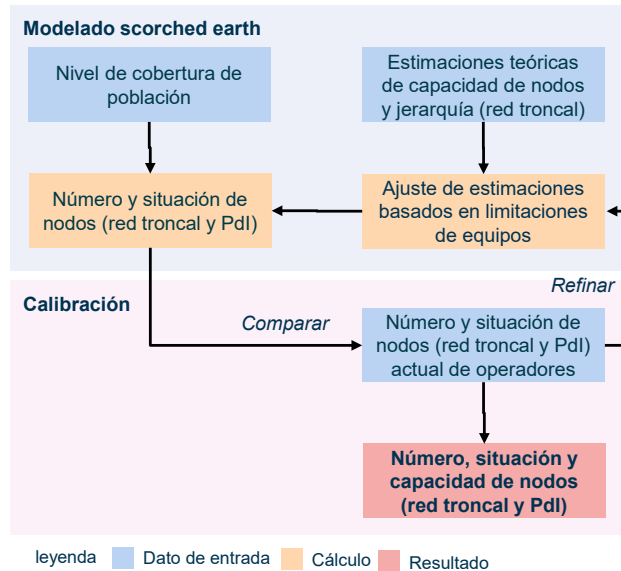 Modelado scorched earth
Nivel de cobertura de
población
Estimaciones teóricas
de capacidad de nodos
y jerarquía (red troncal)
Número y situación de
nodos (red troncal y PdI)
Ajuste de estimaciones
basados en limitaciones
de equipos
Refinar
Calibración
Comparar
Número y situación de
nodos (red troncal y PdI)
actual de operadores
Número, situación y
capacidad de nodos
(red troncal y PdI)
leyenda
Dato de entrada
Cálculo
Resultado